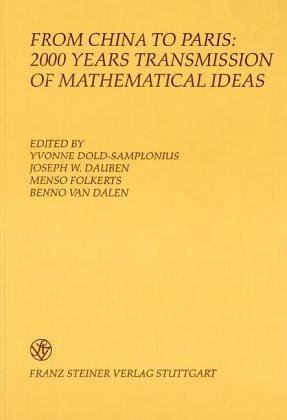 FROM CHINA TO PARIS:
2000 YEARS TRANSMISSION
OF MATHEMATICAL IDEAS
EDITED BY
YVONNE DOLD-SAMPLONIUS
JOSEPH W. DAUBEN
MENSO FOLKERTS
BENNO VAN DALEN
FRANZ STEINER VERLAG STUTTGART